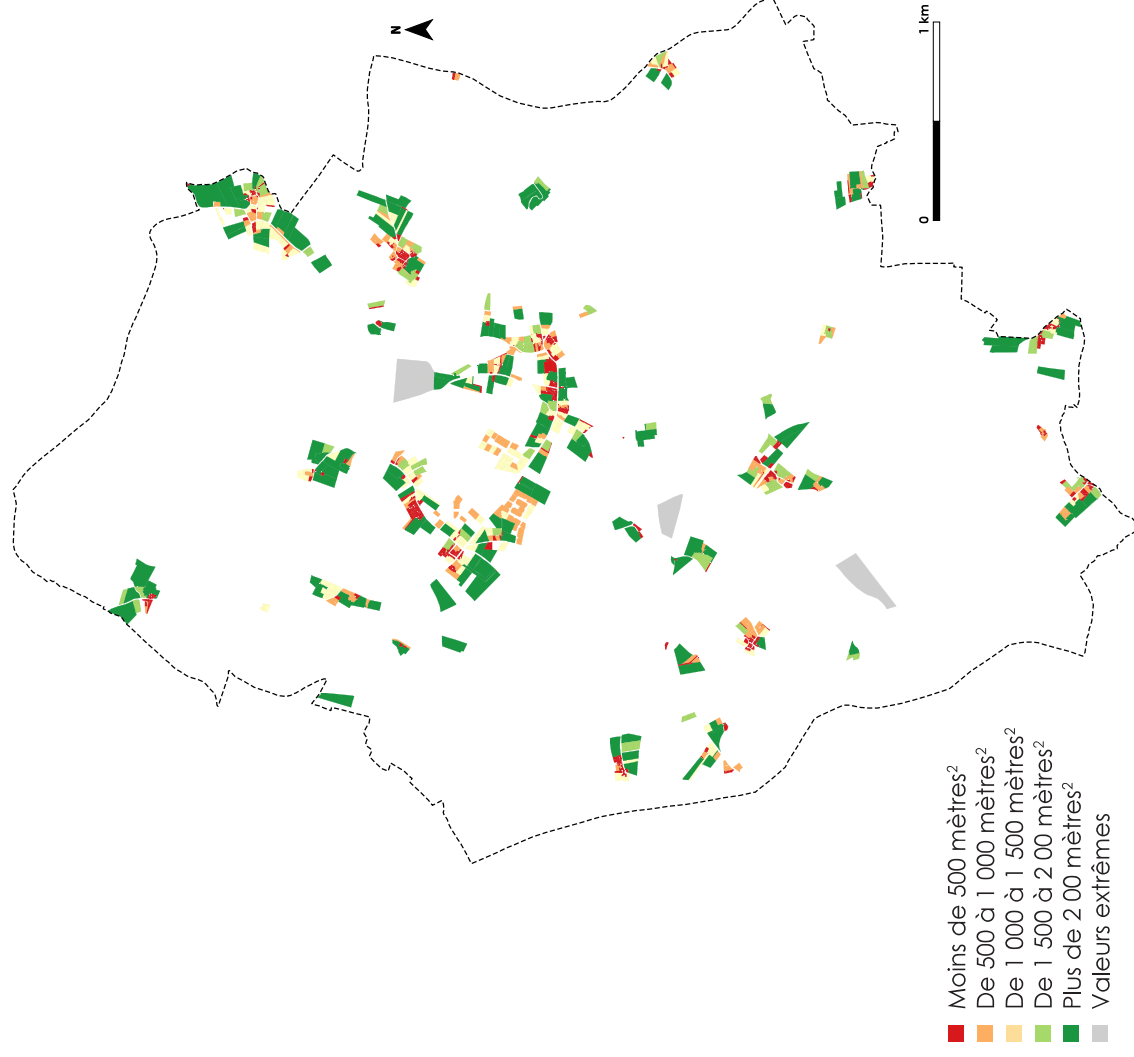 N
0 1 km
Moins de 500 mètres²
De 500 à 1 000 mètres²
De 1 000 à 1 500 mètres²
De 1 500 à 2 00 mètres²
Plus de 2 00 mètres²
Valeurs extrêmes